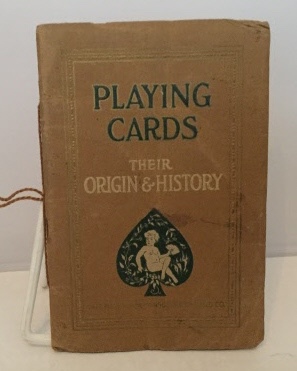 PLAYING
CARDS
THEIR
ORIGIN & HISTORY